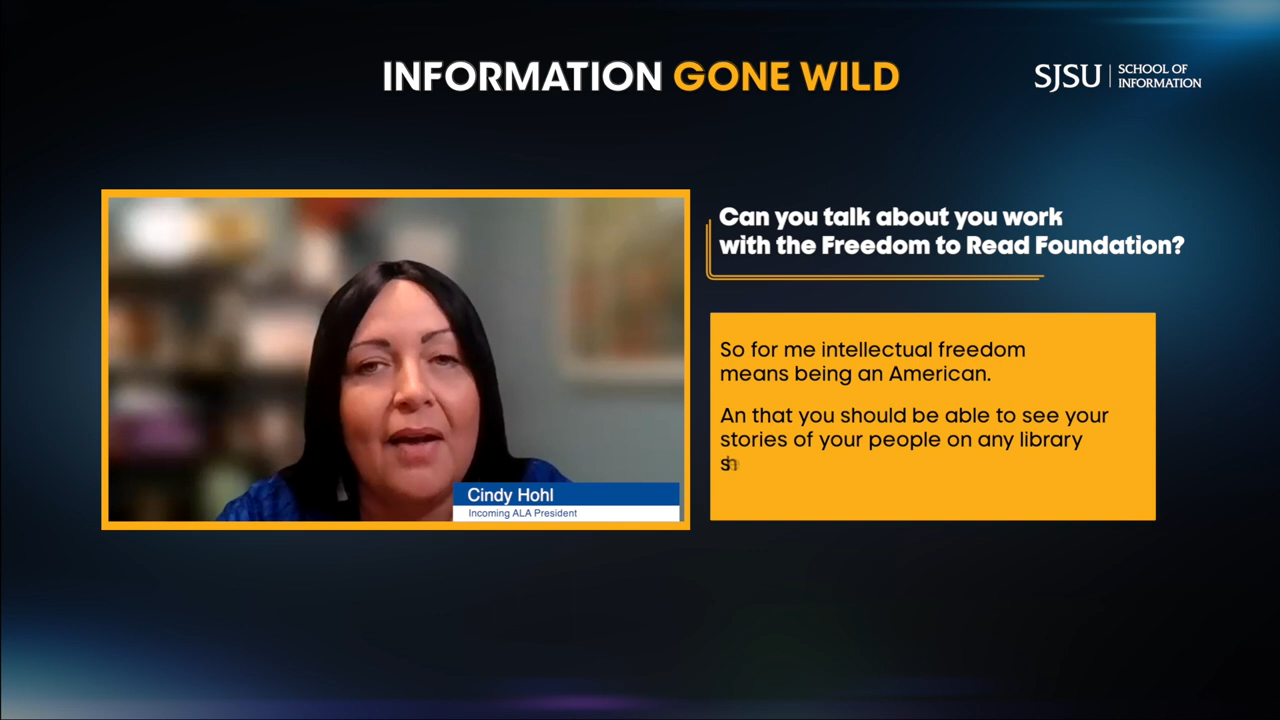 INFORMATION GONE WILD
SJSU | SCHOOL OF
INFORMATION
Can you talk about you work
with the Freedom to Read Foundation?
So for me intellectual freedom
means being an American.
An that you should be able to see your
stories of your people on any library
sh
Cindy Hohl
Incoming ALA President